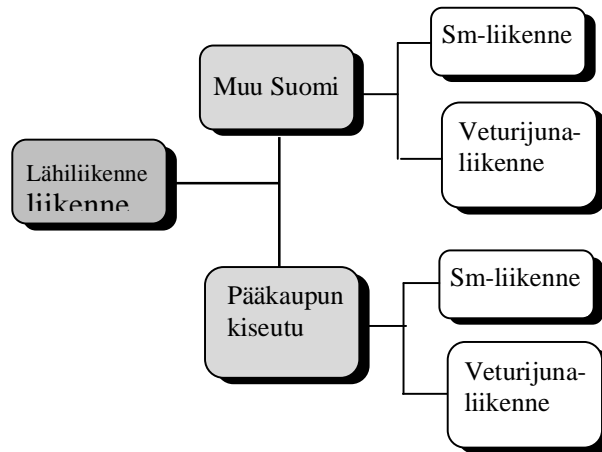 Sm-liikenne
Muu Suomi
Veturijuna-
liikenne
Lähiliikenne
liikenne
Sm-liikenne
Pääkaupun
kiseutu
Veturijuna-
liikenne